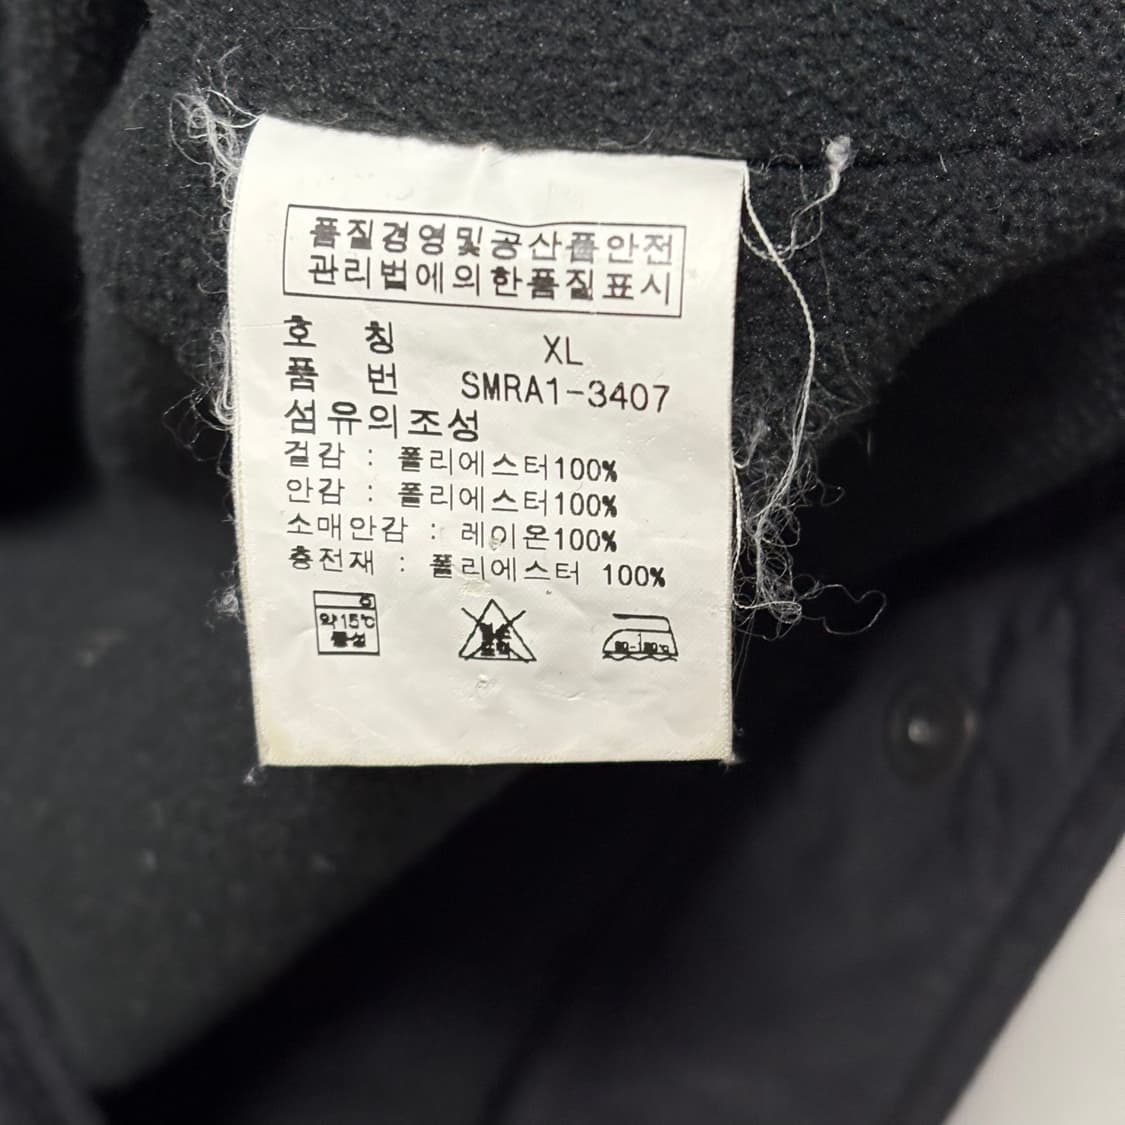 품질경영및공산품안전
관리법에의한품질표시
호 칭 XL
품 번 SMRA1-3407
섬유의조성
겉감 : 폴리에스터100%
안감 : 폴리에스터100%
소매안감 : 레이온100%
충전재 : 폴리에스터 100%
약15℃
중성